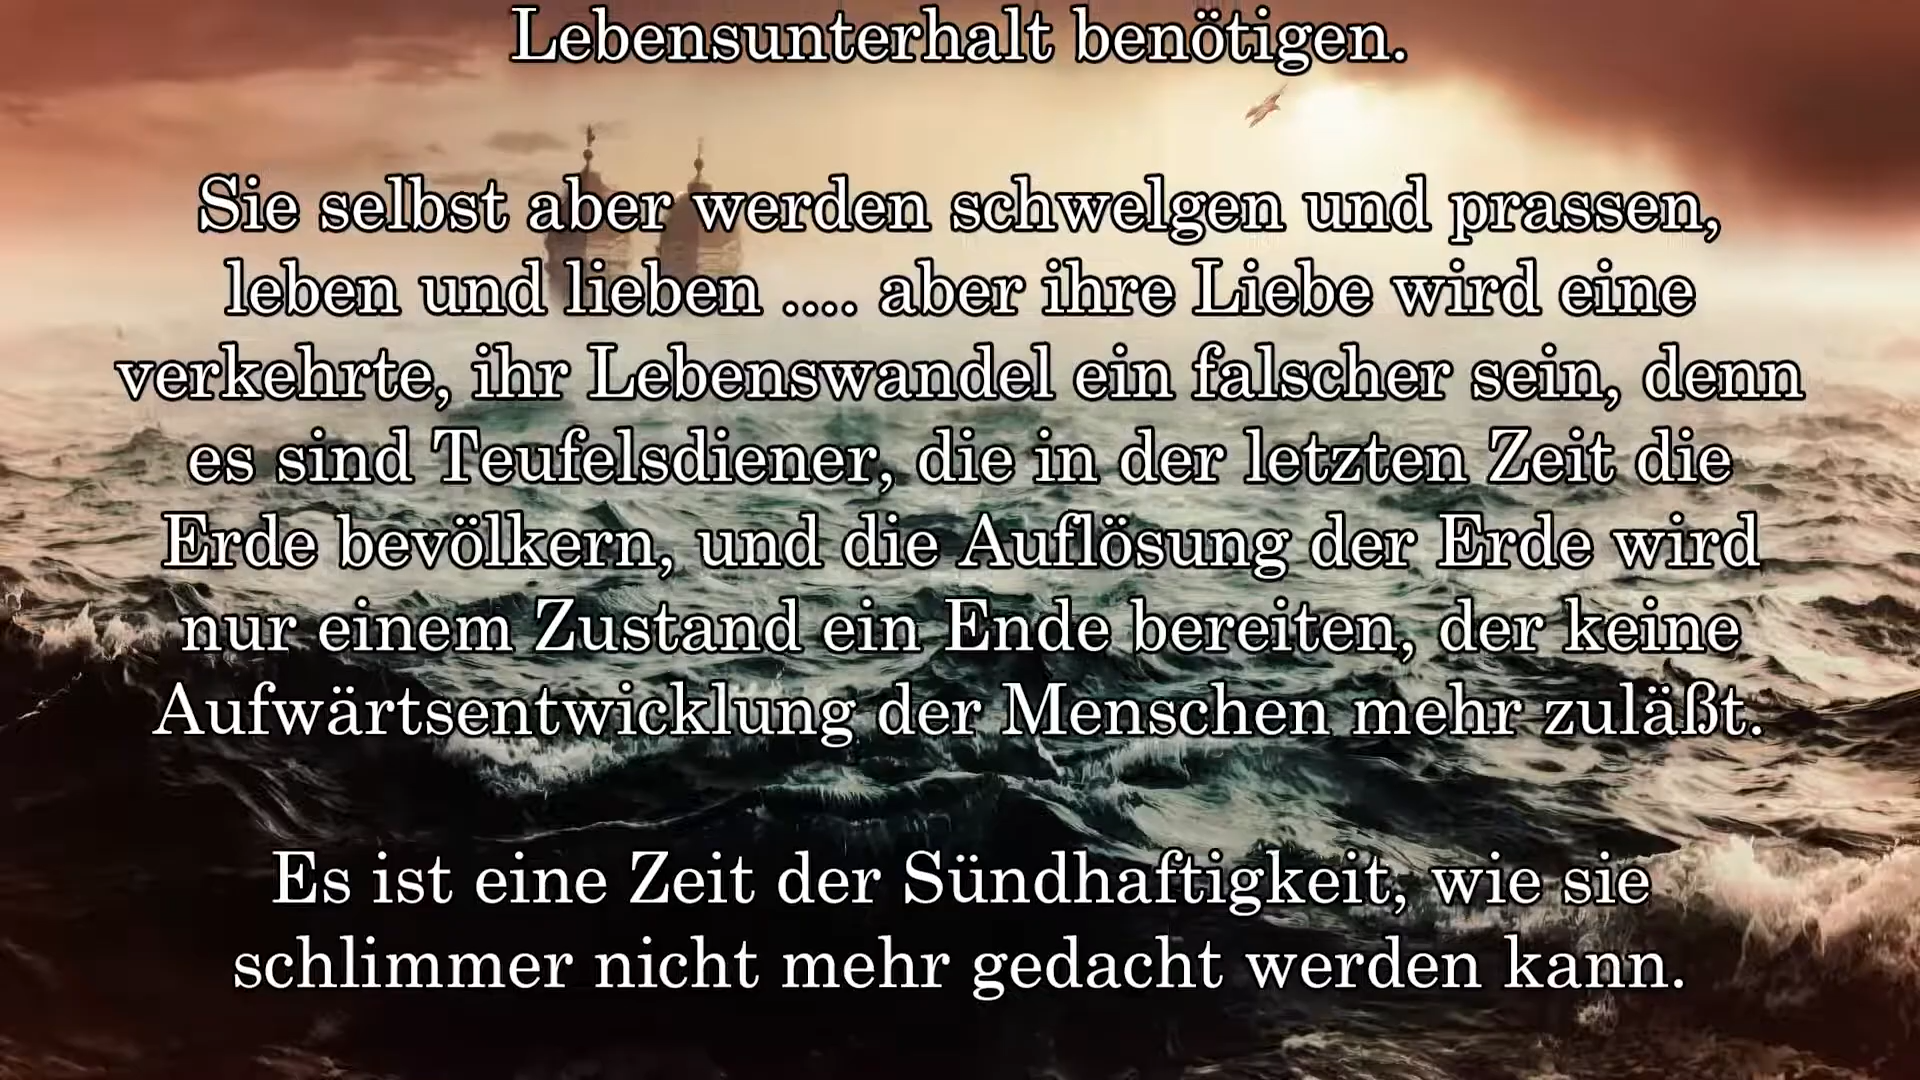 Lebensunterhalt benötigen.
Sie selbst aber werden schwelgen und prassen,
leben und lieben .... aber ihre Liebe wird eine
verkehrte, ihr Lebenswandel ein falscher sein, denn
es sind Teufelsdiener, die in der letzten Zeit die
Erde bevölkern, und die Auflösung der Erde wird
nur einem Zustand ein Ende bereiten, der keine
Aufwärtsentwicklung der Menschen mehr zuläßt.
Es ist eine Zeit der Sündhaftigkeit, wie sie
schlimmer nicht mehr gedacht werden kann.